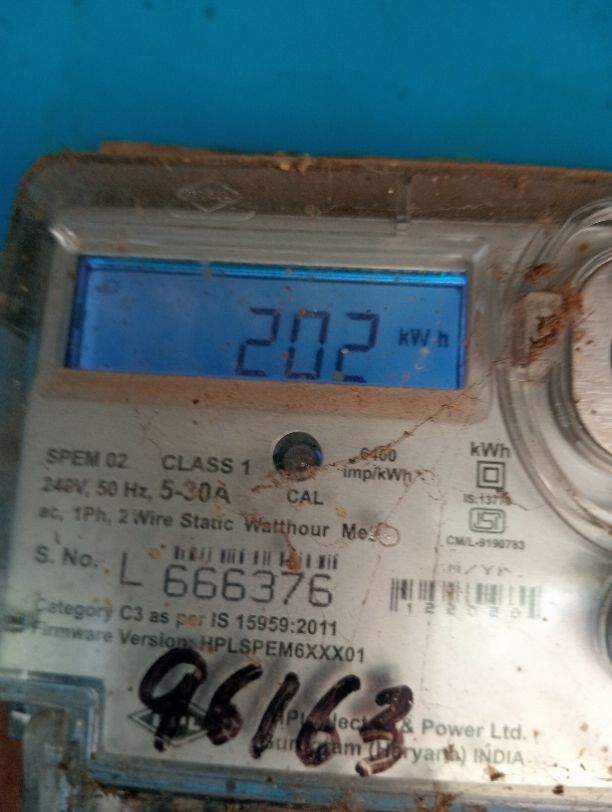 202 kWh
SPEM 02 CLASS 1 6400
240V, 50 Hz, 5-30A imp/kWh
CAL
kWh
ac, 1Ph, 2 Wire Static Watthour
CM/L-9190783
S. No. L 666376
M/Yr.
Category C3 as per IS 15959:2011
Firmware Version: HPLSPEM6XXX01
96163
& Power Ltd.
(Haryana) INDIA